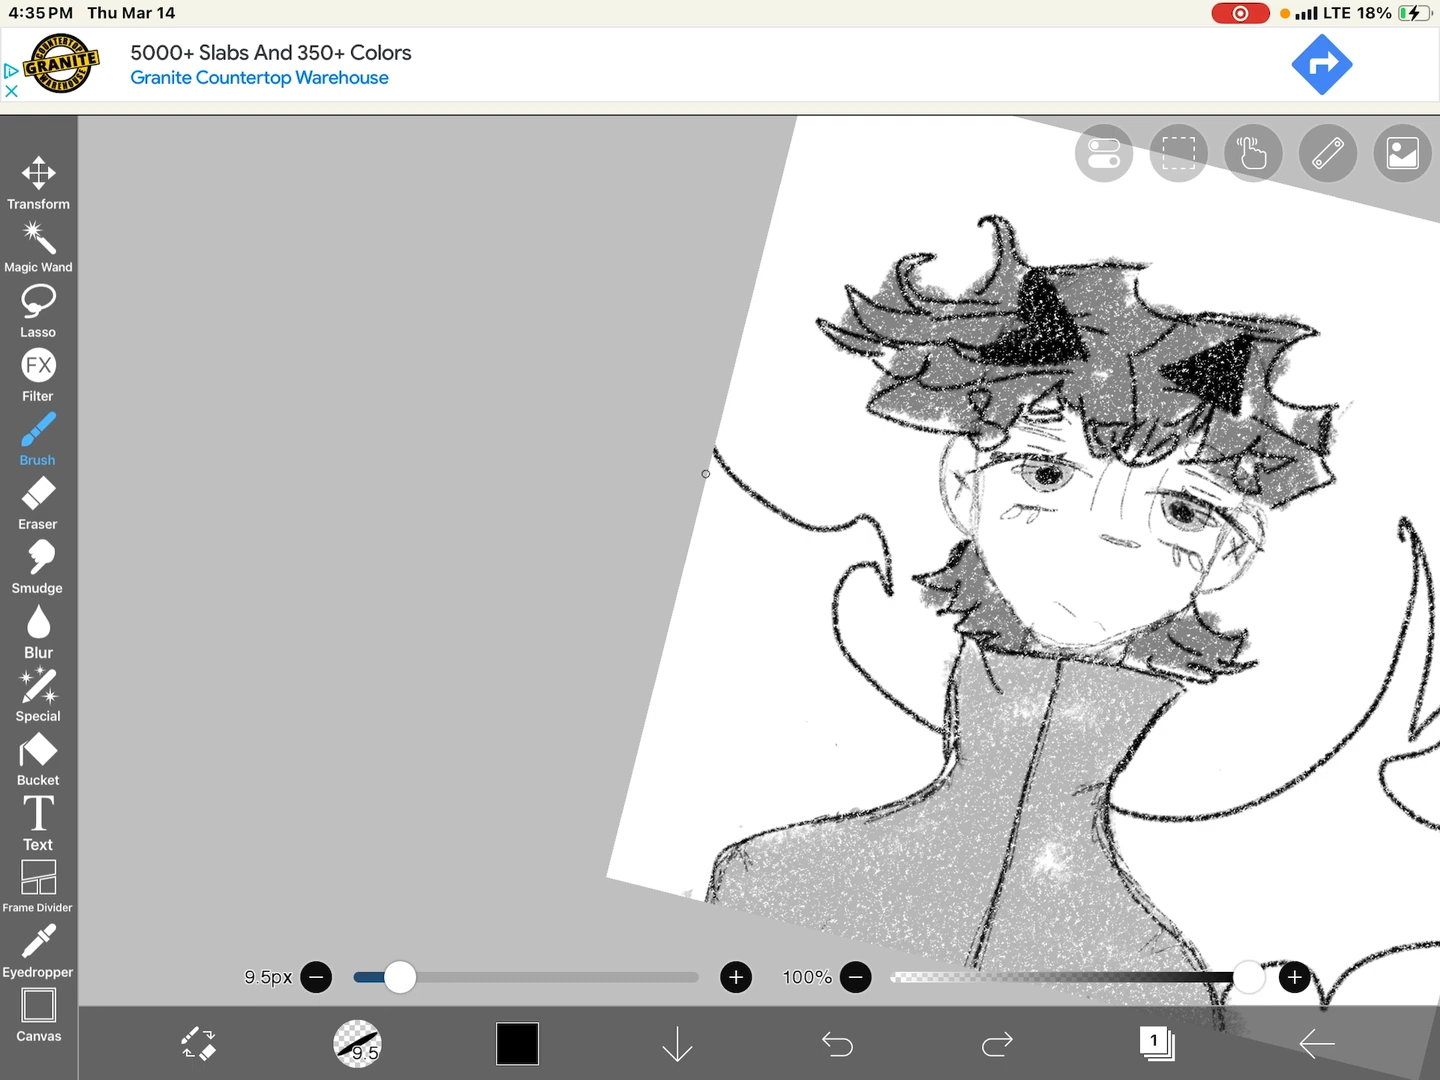 4:35 PM Thu Mar 14
LTE 18%
COUNTERTOP
GRANITE
WAREHOUSE
5000+ Slabs And 350+ Colors
Granite Countertop Warehouse
Transform
Magic Wand
Lasso
FX
Filter
Brush
Eraser
Smudge
Blur
Special
Bucket
T
Text
Frame Divider
Eyedropper
Canvas
9.5px
100%
9.5
1